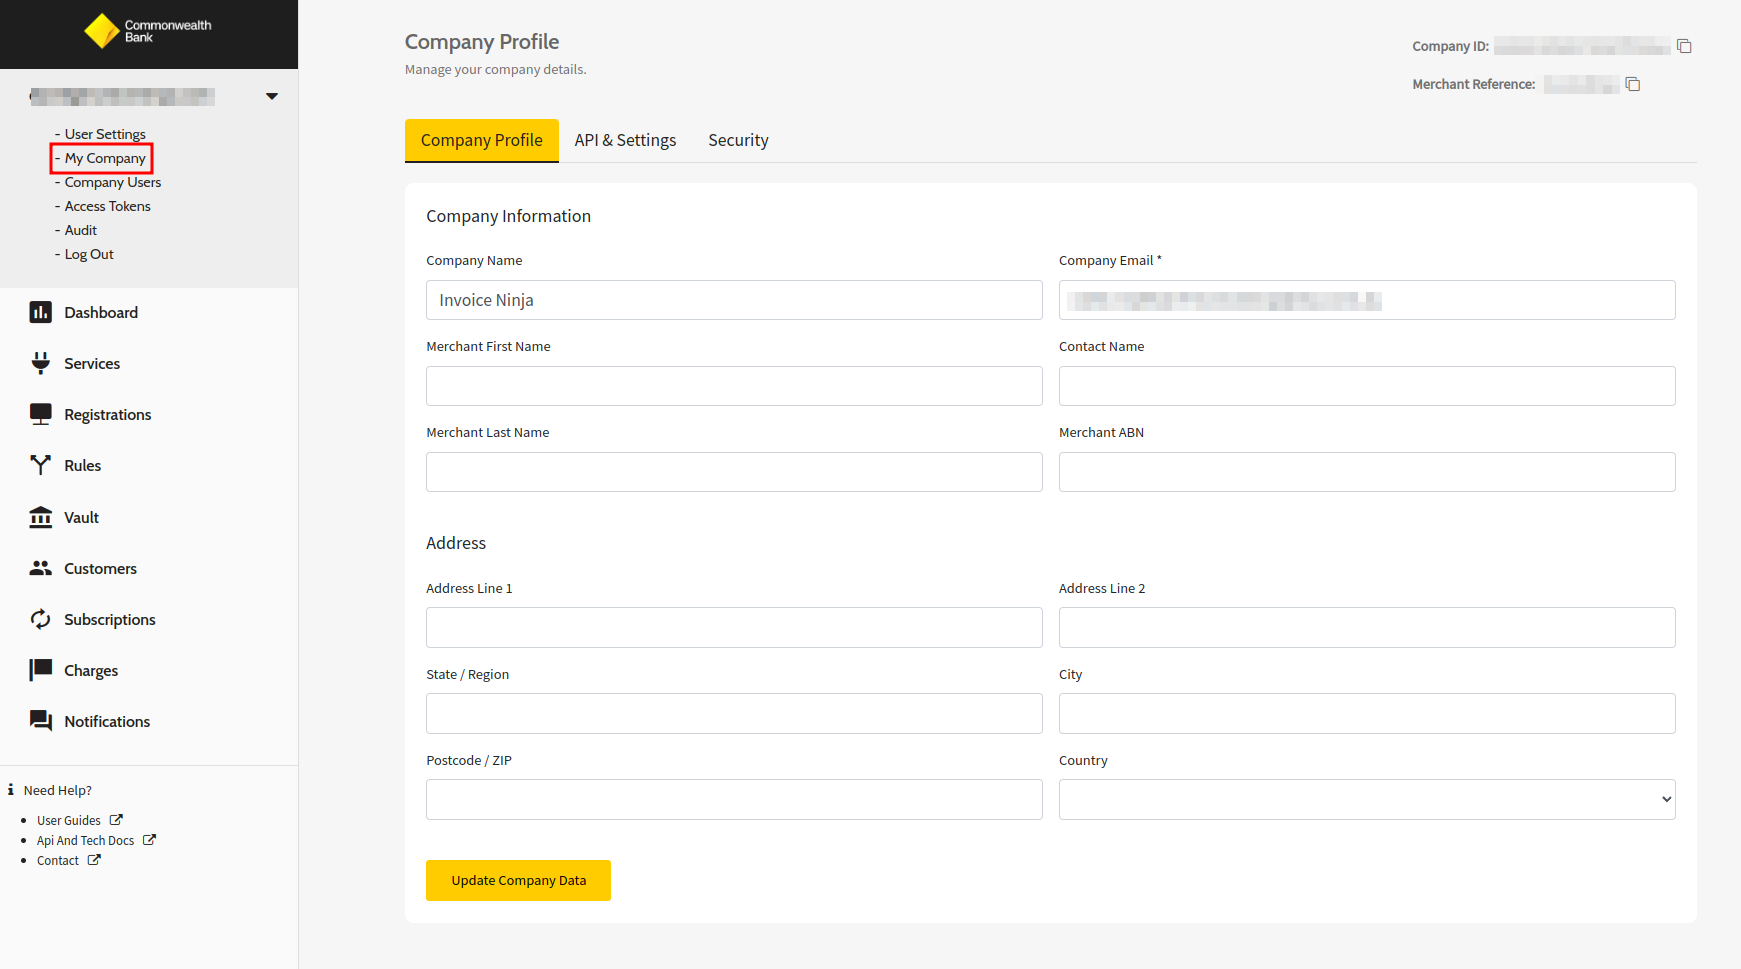 Commonwealth
Bank
- User Settings
- My Company
- Company Users
- Access Tokens
- Audit
- Log Out
Dashboard
Services
Registrations
Rules
Vault
Customers
Subscriptions
Charges
Notifications
Need Help?
User Guides
Api And Tech Docs
Contact
Company Profile
Manage your company details.
Company ID:
Merchant Reference:
Company Profile API & Settings Security
Company Information
Company Name Company Email *
Invoice Ninja
Merchant First Name Contact Name
Merchant Last Name Merchant ABN
Address
Address Line 1 Address Line 2
State / Region City
Postcode / ZIP Country
Update Company Data